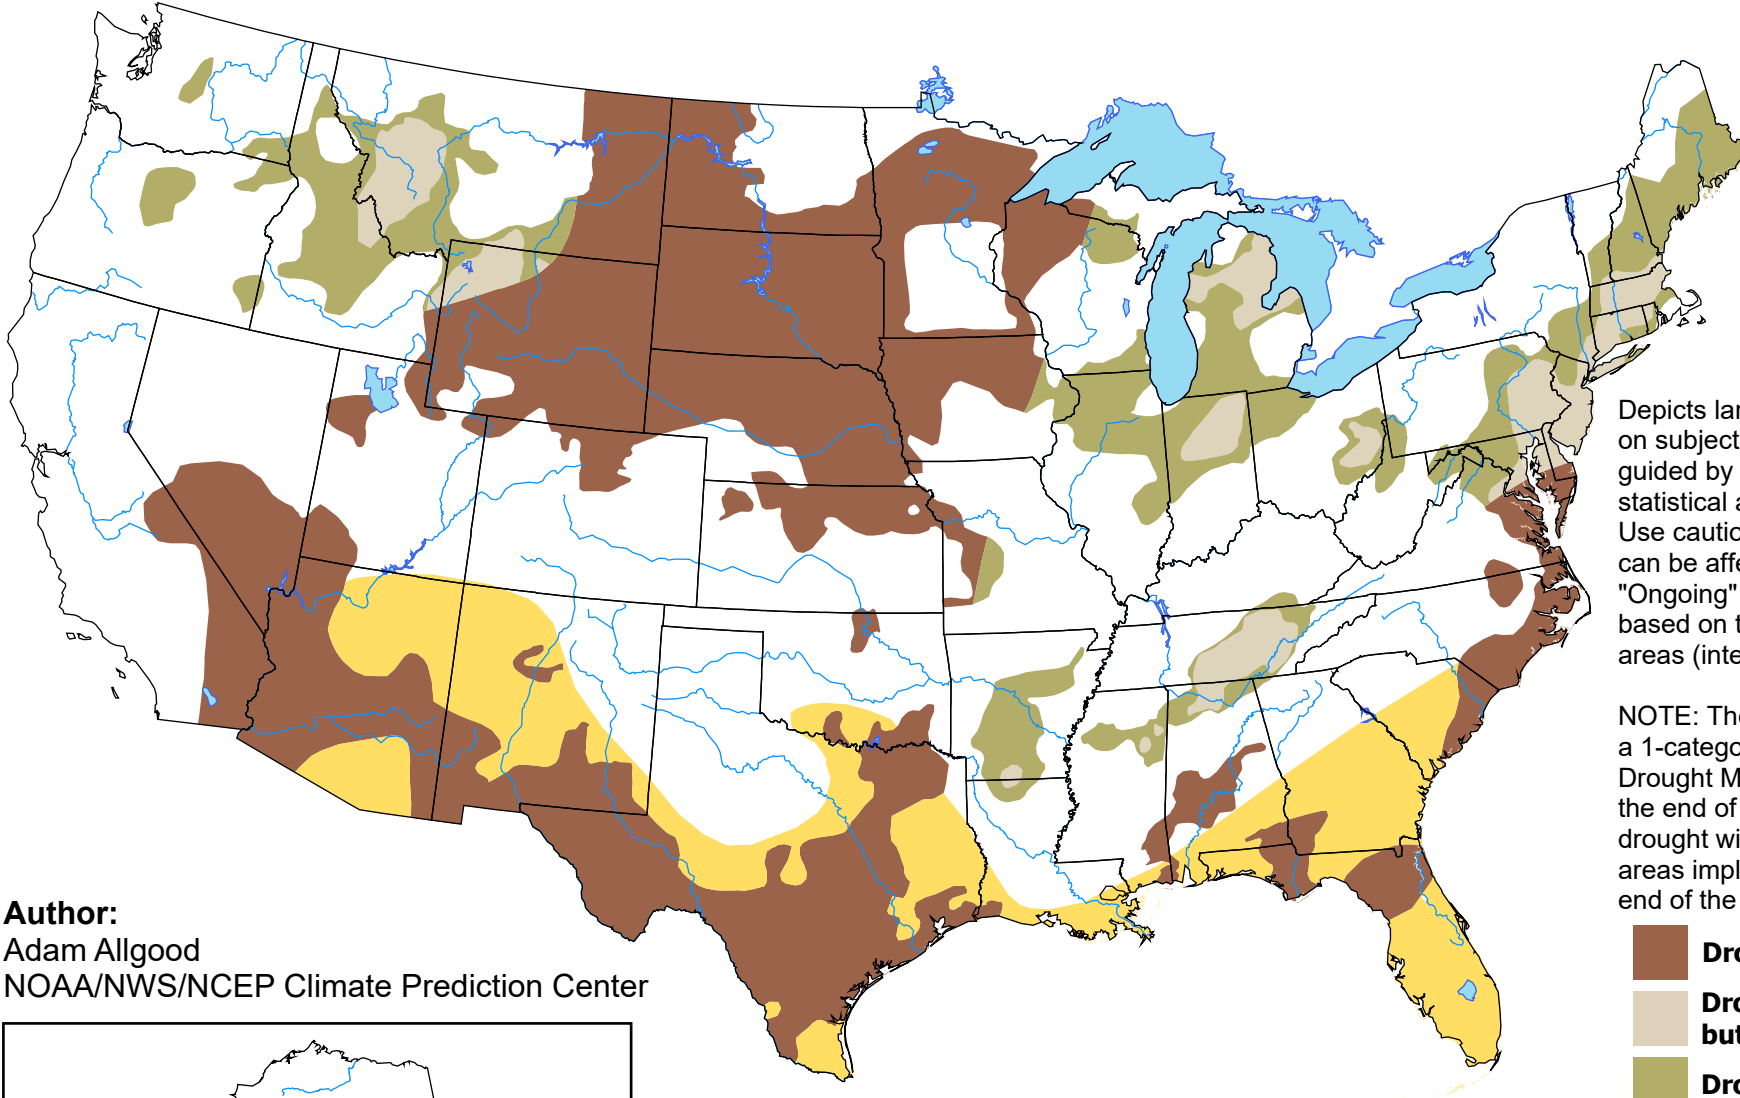 Depicts lar
on subject
guided by
statistical a
Use cautio
can be affe
"Ongoing"
based on t
areas (inte
NOTE: The
a 1-catego
Drought M
the end of
drought wi
areas impl
end of the
Author:
Adam Allgood
NOAA/NWS/NCEP Climate Prediction Center
Dro
Dro
but
Dro